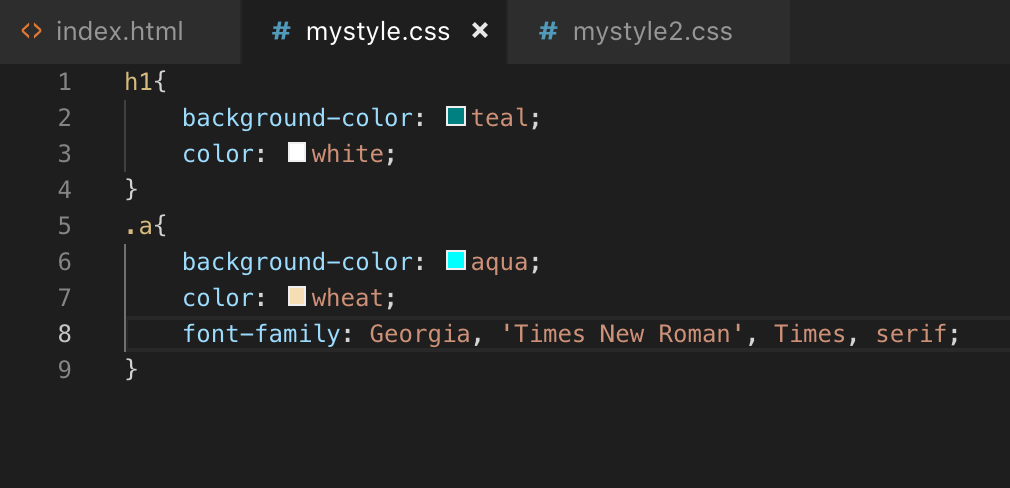 <> index.html # mystyle.css × # mystyle2.css
1 h1{
2 background-color: teal;
3 color: white;
4 }
5 .a{
6 background-color: aqua;
7 color: wheat;
8 font-family: Georgia, 'Times New Roman', Times, serif;
9 }